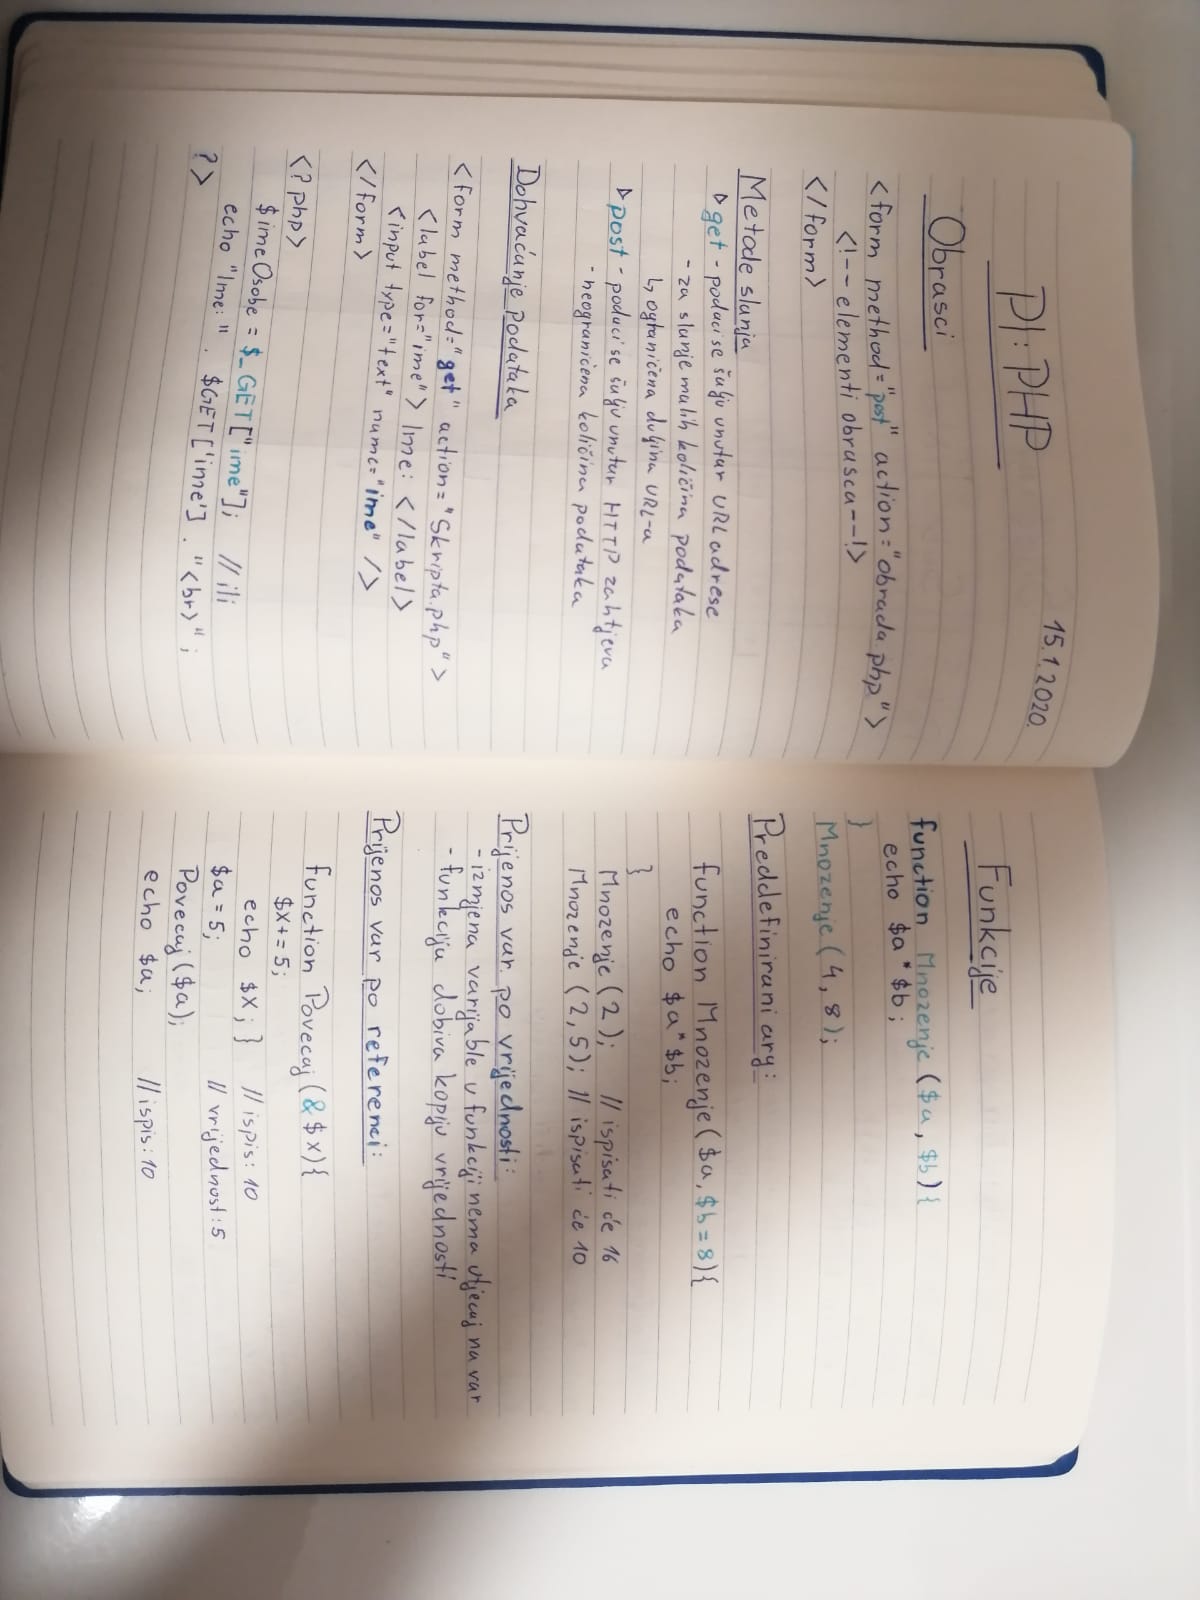 15.1.2020.
PI: PHP
Obrasci
<form method="post" action="obrada.php">
<!-- elementi obrasca--!>
</form>
Metode slanja
▷ get - podaci se šalju unutar URL adrese
- za slanje malih količina podataka
↳ ograničena duljina URL-a
▷ post - podaci se šalju unutar HTTP zahtjeva
- neograničena količina podataka
Dohvaćanje podataka
<form method="get" action="Skripta.php">
<label for="ime"> Ime: </label>
<input type="text" name="ime" />
</form>
<?php>
$imeOsobe = $_GET["ime"]; // ili
echo "Ime: " . $GET['ime'] . "<br>";
?>
Funkcije
function Mnozenje ($a, $b){
echo $a*$b;
}
Mnozenje (4, 8);
Preddefinirani arg:
function Mnozenje ($a, $b=8){
echo $a*$b;
}
Mnozenje (2); // ispisati će 16
Mnozenje (2,5); // ispisati će 10
Prijenos var. po vrijednosti:
- izmjena varijable u funkciji nema utjecaj na var
- funkcija dobiva kopiju vrijednosti
Prijenos var po referenci:
function Povecaj (&$x){
$x+=5;
echo $x; } // ispis: 10
$a = 5; // vrijednost: 5
Povecaj ($a);
echo $a; // ispis: 10